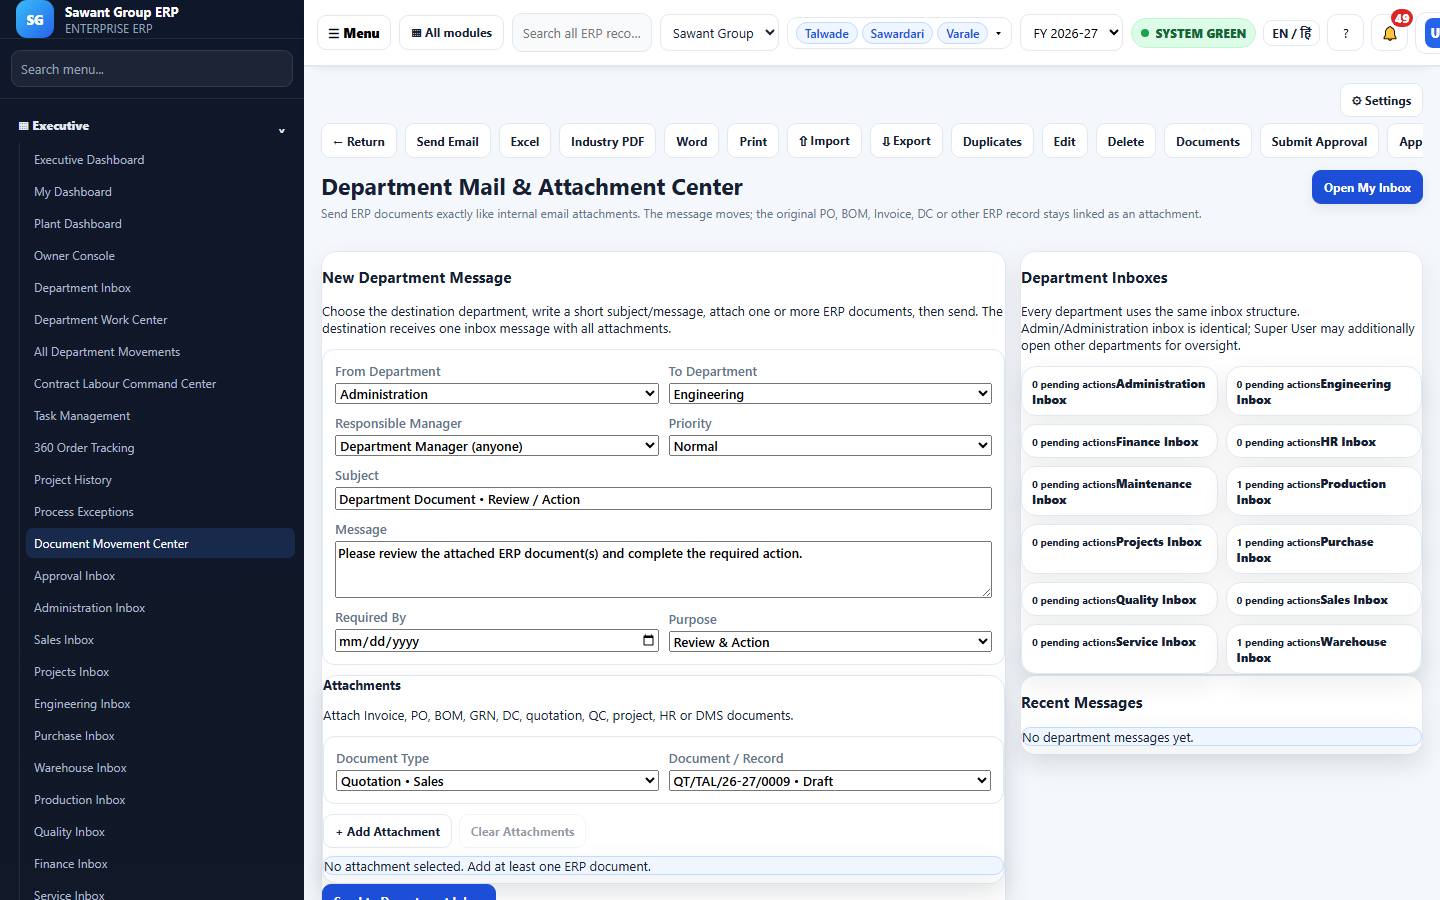 SG
Sawant Group ERP
ENTERPRISE ERP
Search menu...
Executive
Executive Dashboard
My Dashboard
Plant Dashboard
Owner Console
Department Inbox
Department Work Center
All Department Movements
Contract Labour Command Center
Task Management
360 Order Tracking
Project History
Process Exceptions
Document Movement Center
Approval Inbox
Administration Inbox
Sales Inbox
Projects Inbox
Engineering Inbox
Purchase Inbox
Warehouse Inbox
Production Inbox
Quality Inbox
Finance Inbox
Service Inbox
☰ Menu
All modules
Search all ERP reco...
Sawant Group
Talwade
Sawardari
Varale
FY 2026-27
SYSTEM GREEN
EN / हिं
?
49
U
⚙ Settings
← Return
Send Email
Excel
Industry PDF
Word
Print
⇧ Import
⇩ Export
Duplicates
Edit
Delete
Documents
Submit Approval
App
Department Mail & Attachment Center
Open My Inbox
Send ERP documents exactly like internal email attachments. The message moves; the original PO, BOM, Invoice, DC or other ERP record stays linked as an attachment.
New Department Message
Choose the destination department, write a short subject/message, attach one or more ERP documents, then send. The
destination receives one inbox message with all attachments.
From Department
To Department
Administration
Engineering
Responsible Manager
Priority
Department Manager (anyone)
Normal
Subject
Department Document • Review / Action
Message
Please review the attached ERP document(s) and complete the required action.
Required By
Purpose
mm/dd/yyyy
Review & Action
Attachments
Attach Invoice, PO, BOM, GRN, DC, quotation, QC, project, HR or DMS documents.
Document Type
Document / Record
Quotation • Sales
QT/TAL/26-27/0009 • Draft
+ Add Attachment
Clear Attachments
No attachment selected. Add at least one ERP document.
Send to Department Inbox
Department Inboxes
Every department uses the same inbox structure.
Admin/Administration inbox is identical; Super User may additionally
open other departments for oversight.
0 pending actionsAdministration
Inbox
0 pending actionsEngineering
Inbox
0 pending actionsFinance Inbox
0 pending actionsHR Inbox
0 pending actionsMaintenance
Inbox
1 pending actionsProduction
Inbox
0 pending actionsProjects Inbox
1 pending actionsPurchase
Inbox
0 pending actionsQuality Inbox
0 pending actionsSales Inbox
0 pending actionsService Inbox
1 pending actionsWarehouse
Inbox
Recent Messages
No department messages yet.